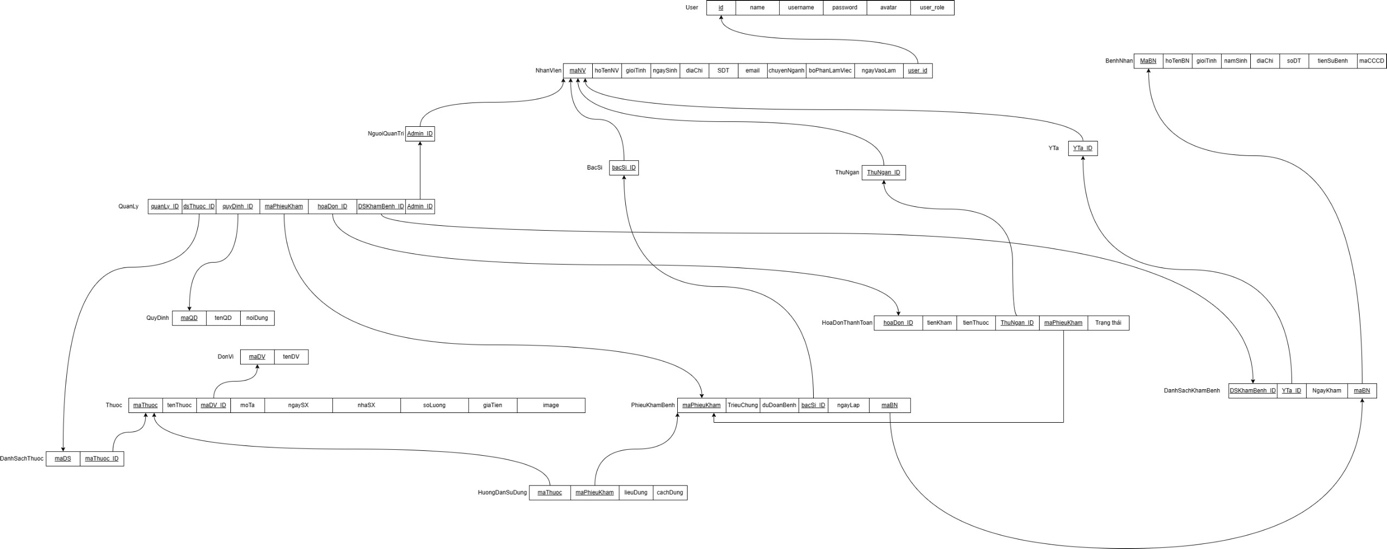 User id name username password avatar user_role
BenhNhan MaBN hoTenBN gioiTinh namSinh diaChi soDT tienSuBenh maCCCD
NhanVien maNV hoTenNV gioiTinh ngaySinh diaChi SDT email chuyenNganh boPhanLamViec ngayVaoLam user_id
NguoiQuanTri Admin_ID
YTa YTa_ID
BacSi bacSi_ID
ThuNgan ThuNgan_ID
QuanLy quanLy_ID dsThuoc_ID quyDinh_ID maPhieuKham hoaDon_ID DSKhamBenh_ID Admin_ID
QuyDinh maQD tenQD noiDung
HoaDonThanhToan hoaDon_ID tienKham tienThuoc ThuNgan_ID maPhieuKham Trạng thái
DonVi maDV tenDV
DanhSachKhamBenh DSKhamBenh_ID YTa_ID NgayKham maBN
Thuoc maThuoc tenThuoc maDV_ID moTa ngaySX nhaSX soLuong giaTien image
PhieuKhamBenh maPhieuKham TrieuChung duDoanBenh bacSi_ID ngayLap maBN
DanhSachThuoc maDS maThuoc_ID
HuongDanSuDung maThuoc maPhieuKham lieuDung cachDung